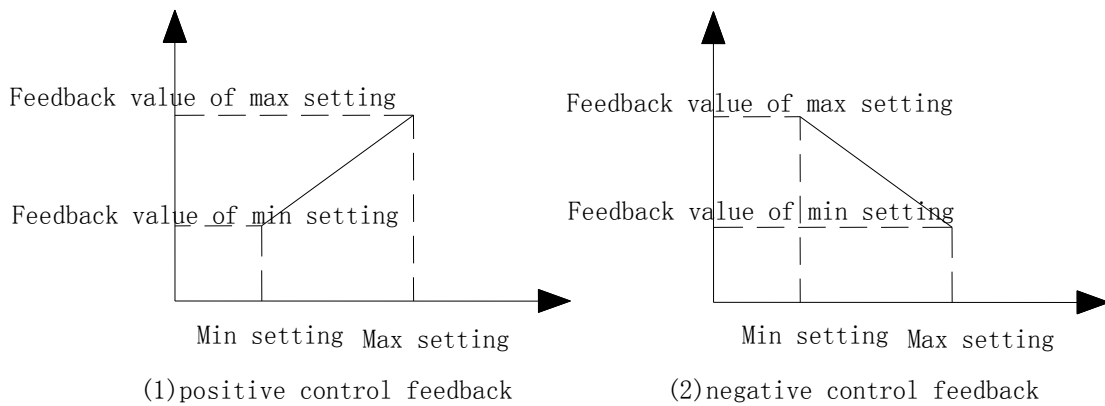 Feedback value of max setting
Feedback value of min setting
Min setting
Max setting
(1)positive control feedback
Feedback value of max setting
Feedback value of min setting
Min setting
Max setting
(2)negative control feedback